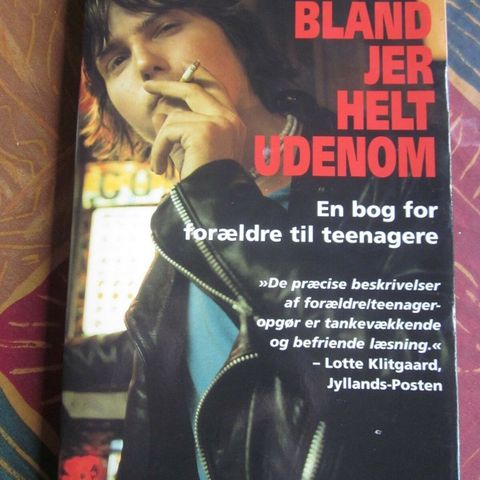 BLAND
JER
HELT
UDENOM
En bog for
forældre til teenagere
»De præcise beskrivelser
af forældre/teenager-
opgør er tankevækkende
og befriende læsning.«
– Lotte Klitgaard,
Jyllands-Posten
CO